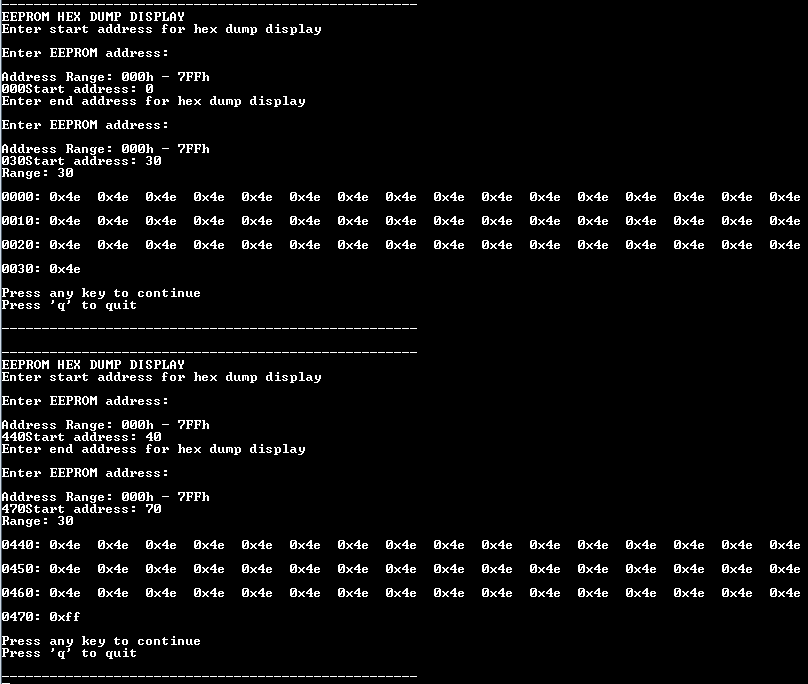 --------------------------------------------------
EEPROM HEX DUMP DISPLAY
Enter start address for hex dump display
Enter EEPROM address:
Address Range: 000h - 7FFh
000Start address: 0
Enter end address for hex dump display
Enter EEPROM address:
Address Range: 000h - 7FFh
030Start address: 30
Range: 30
0000: 0x4e 0x4e 0x4e 0x4e 0x4e 0x4e 0x4e 0x4e 0x4e 0x4e 0x4e 0x4e 0x4e 0x4e 0x4e 0x4e
0010: 0x4e 0x4e 0x4e 0x4e 0x4e 0x4e 0x4e 0x4e 0x4e 0x4e 0x4e 0x4e 0x4e 0x4e 0x4e 0x4e
0020: 0x4e 0x4e 0x4e 0x4e 0x4e 0x4e 0x4e 0x4e 0x4e 0x4e 0x4e 0x4e 0x4e 0x4e 0x4e 0x4e
0030: 0x4e
Press any key to continue
Press 'q' to quit
----------------------------------------------------
----------------------------------------------------
EEPROM HEX DUMP DISPLAY
Enter start address for hex dump display
Enter EEPROM address:
Address Range: 000h - 7FFh
440Start address: 40
Enter end address for hex dump display
Enter EEPROM address:
Address Range: 000h - 7FFh
470Start address: 70
Range: 30
0440: 0x4e 0x4e 0x4e 0x4e 0x4e 0x4e 0x4e 0x4e 0x4e 0x4e 0x4e 0x4e 0x4e 0x4e 0x4e 0x4e
0450: 0x4e 0x4e 0x4e 0x4e 0x4e 0x4e 0x4e 0x4e 0x4e 0x4e 0x4e 0x4e 0x4e 0x4e 0x4e 0x4e
0460: 0x4e 0x4e 0x4e 0x4e 0x4e 0x4e 0x4e 0x4e 0x4e 0x4e 0x4e 0x4e 0x4e 0x4e 0x4e 0x4e
0470: 0xff
Press any key to continue
Press 'q' to quit
----------------------------------------------------